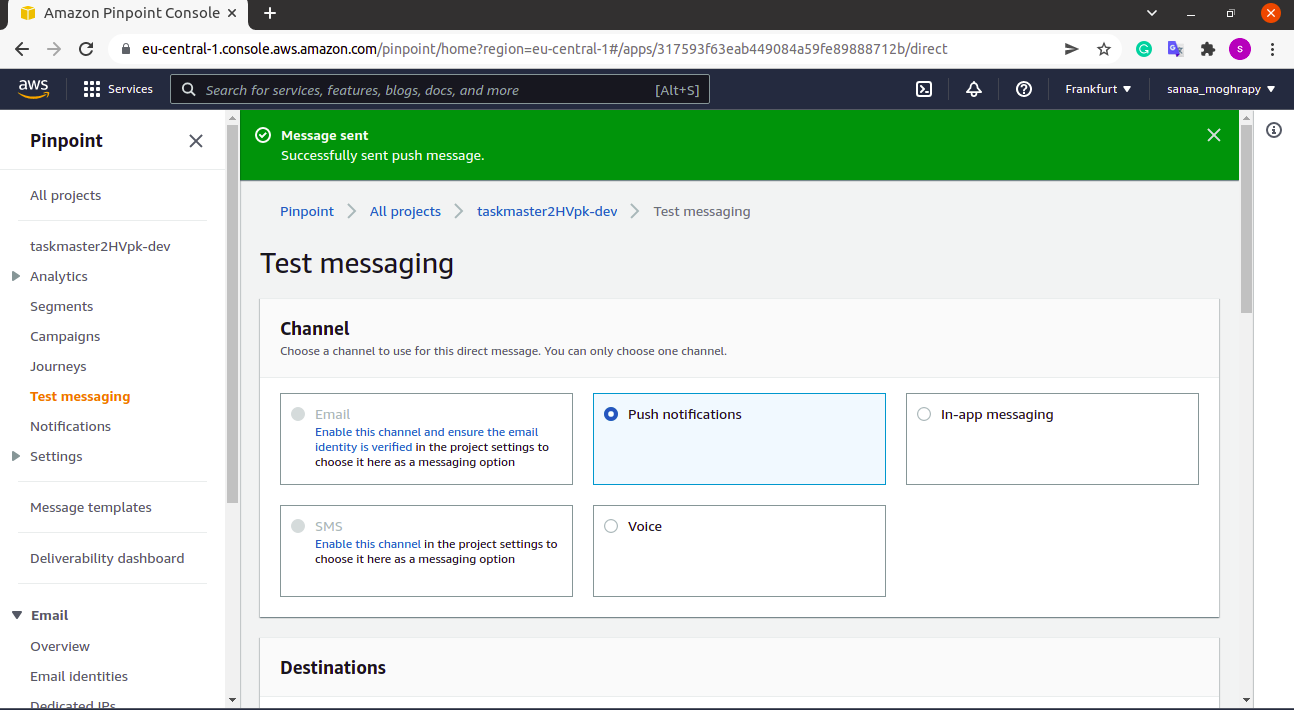 Amazon Pinpoint Console
eu-central-1.console.aws.amazon.com/pinpoint/home?region=eu-central-1#/apps/317593f63eab449084a59fe89888712b/direct
S
aws
Services
Search for services, features, blogs, docs, and more
[Alt+S]
Frankfurt
sanaa_moghrapy
Pinpoint
All projects
taskmaster2HVpk-dev
Analytics
Segments
Campaigns
Journeys
Test messaging
Notifications
Settings
Message templates
Deliverability dashboard
Email
Overview
Email identities
Dedicated IPs
Message sent
Successfully sent push message.
Pinpoint
All projects
taskmaster2HVpk-dev
Test messaging
Test messaging
Channel
Choose a channel to use for this direct message. You can only choose one channel.
Email
Enable this channel and ensure the email
identity is verified in the project settings to
choose it here as a messaging option
Push notifications
In-app messaging
SMS
Enable this channel in the project settings to
choose it here as a messaging option
Voice
Destinations